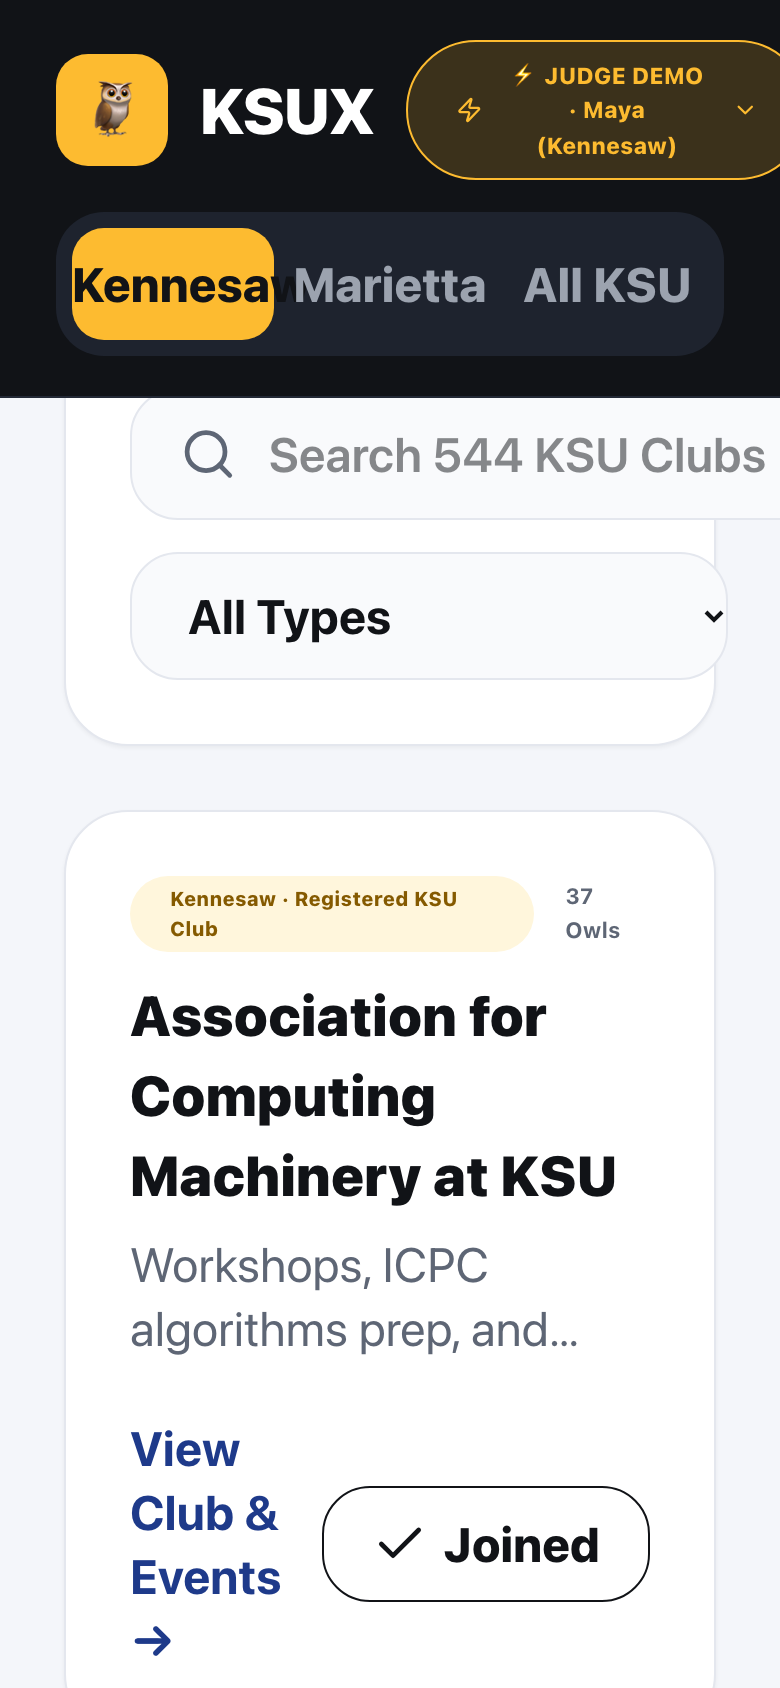 KSUX
⚡ JUDGE DEMO
· Maya
(Kennesaw)
Kennesaw Marietta All KSU
Search 544 KSU Clubs
All Types
Kennesaw · Registered KSU
Club
37
Owls
Association for
Computing
Machinery at KSU
Workshops, ICPC
algorithms prep, and...
View
Club &
Events
→
Joined